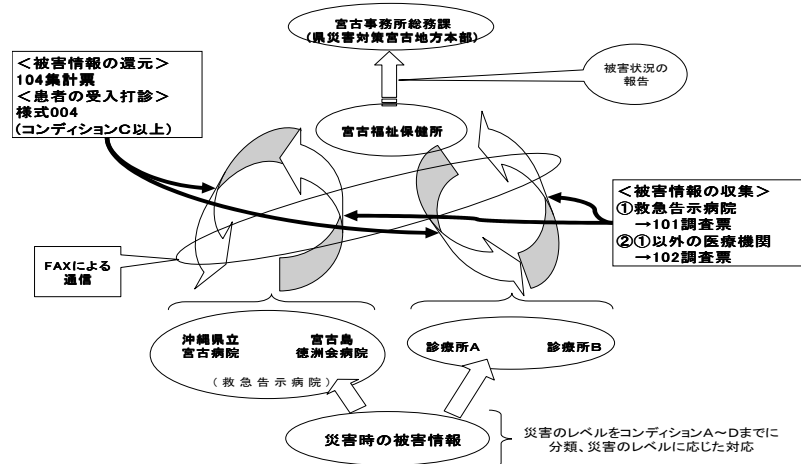 宮古事務所総務課
(県災害対策宮古地方本部)
＜被害情報の還元＞
104集計票
＜患者の受入打診＞
様式004
(コンディションC以上)
被害状況の
報告
宮古福祉保健所
＜被害情報の収集＞
①救急告示病院
→101調査票
②①以外の医療機関
→102調査票
FAXによる
通信
沖縄県立
宮古病院
宮古島
徳洲会病院
(救急告示病院)
診療所A
診療所B
災害時の被害情報
災害のレベルをコンディションA～Dまでに
分類、災害のレベルに応じた対応